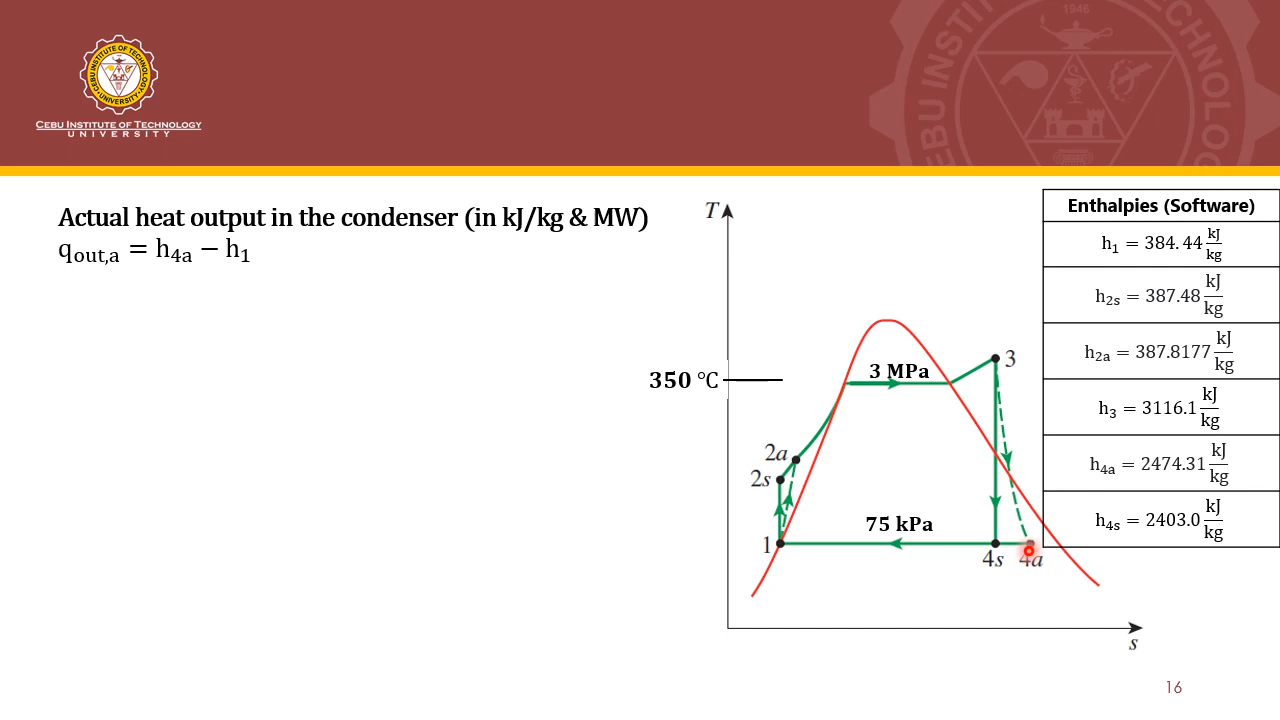 CEBU INSTITUTE OF TECHNOLOGY
UNIVERSITY
1946
Actual heat output in the condenser (in kJ/kg & MW)
q_out,a = h_4a − h_1
T
3
350 °C
3 MPa
2a
2s
75 kPa
1
4s 4a
s
Enthalpies (Software)
h_1 = 384.44 kJ/kg
h_2s = 387.48 kJ/kg
h_2a = 387.8177 kJ/kg
h_3 = 3116.1 kJ/kg
h_4a = 2474.31 kJ/kg
h_4s = 2403.0 kJ/kg
16